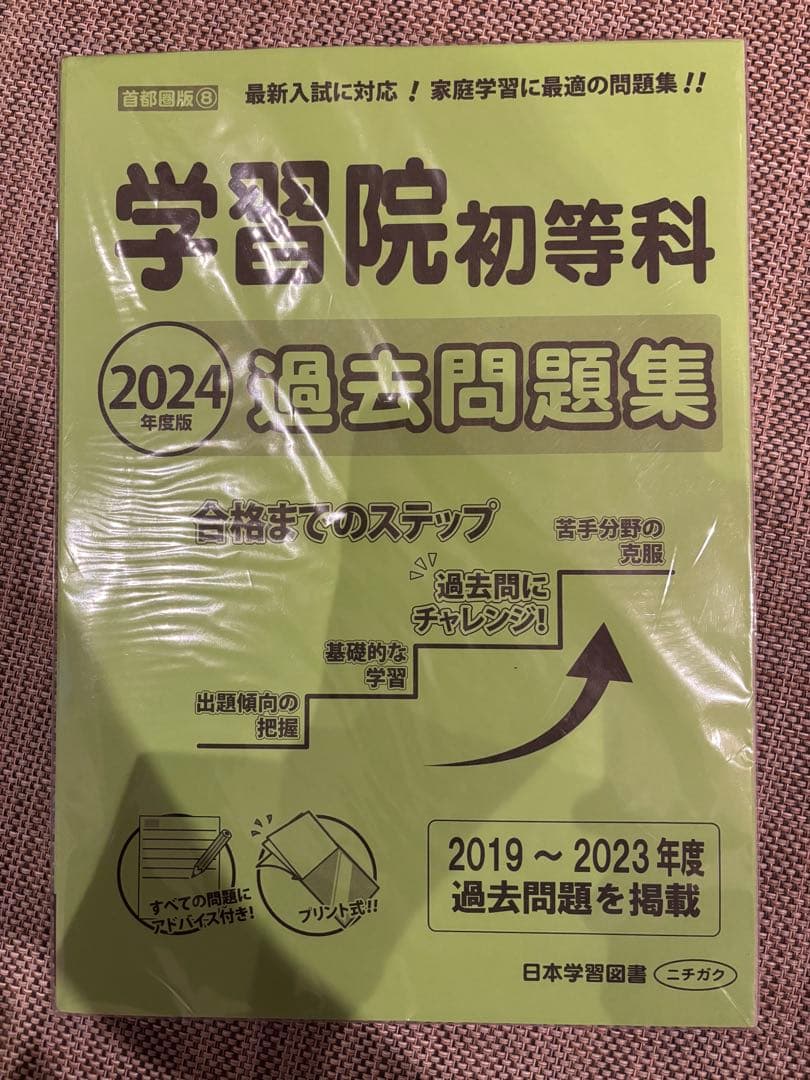 首都圏版⑧
最新入試に対応！ 家庭学習に最適の問題集!!
学習院初等科
2024
年度版
過去問題集
合格までのステップ
苦手分野の
克服
過去問に
チャレンジ!
基礎的な
学習
出題傾向の
把握
すべての問題に
アドバイス付き!
プリント式!!
2019～2023年度
過去問題を掲載
日本学習図書 ニチガク